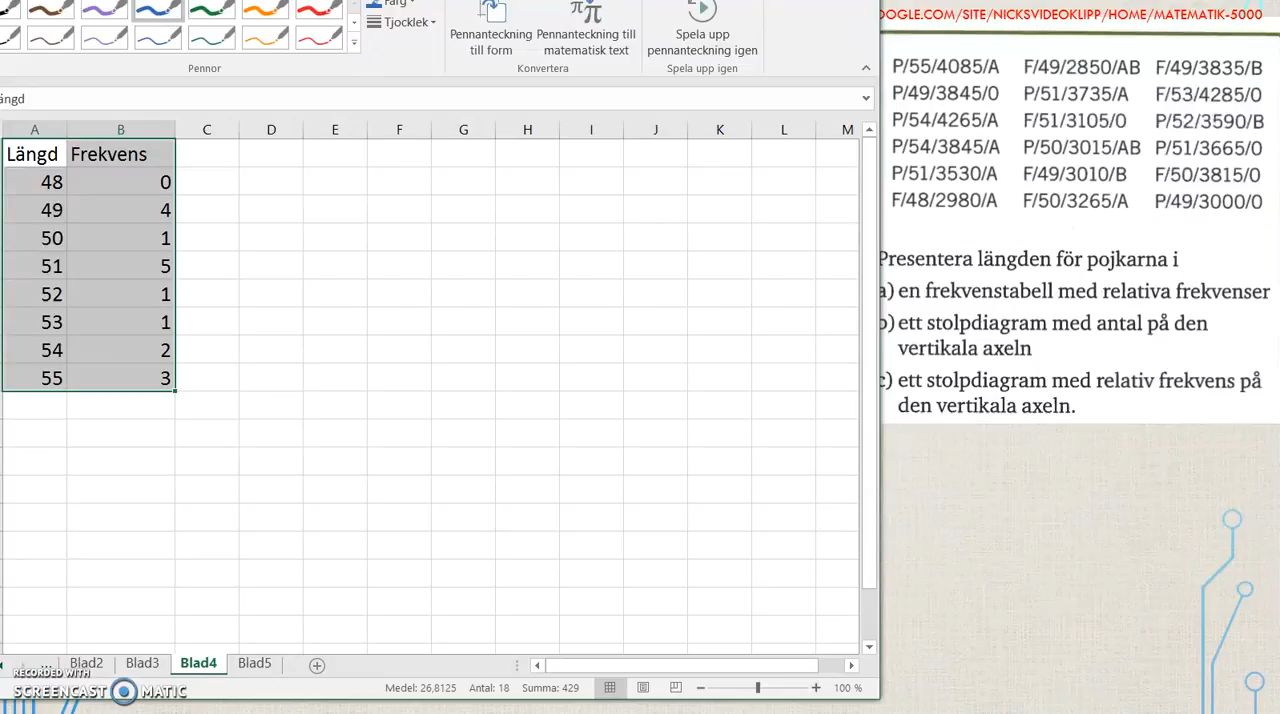 Färg
Tjocklek
Pennanteckning till form
Pennanteckning till matematisk text
Spela upp pennanteckning igen
Pennor
Konvertera
Spela upp igen
ängd
A B C D E F G H I J K L M
Längd Frekvens
48 0
49 4
50 1
51 5
52 1
53 1
54 2
55 3
Blad2 Blad3 Blad4 Blad5
Medel: 26,8125 Antal: 18 Summa: 429
100 %
RECORDED WITH
SCREENCAST MATIC
OOGLE.COM/SITE/NICKSVIDEOKLIPP/HOME/MATEMATIK-5000
P/55/4085/A F/49/2850/AB F/49/3835/B
P/49/3845/0 P/51/3735/A F/53/4285/0
P/54/4265/A F/51/3105/0 P/52/3590/B
P/54/3845/A P/50/3015/AB P/51/3665/0
P/51/3530/A F/49/3010/B F/50/3815/0
F/48/2980/A F/50/3265/A P/49/3000/0
Presentera längden för pojkarna i
a) en frekvenstabell med relativa frekvenser
b) ett stolpdiagram med antal på den
vertikala axeln
c) ett stolpdiagram med relativ frekvens på
den vertikala axeln.